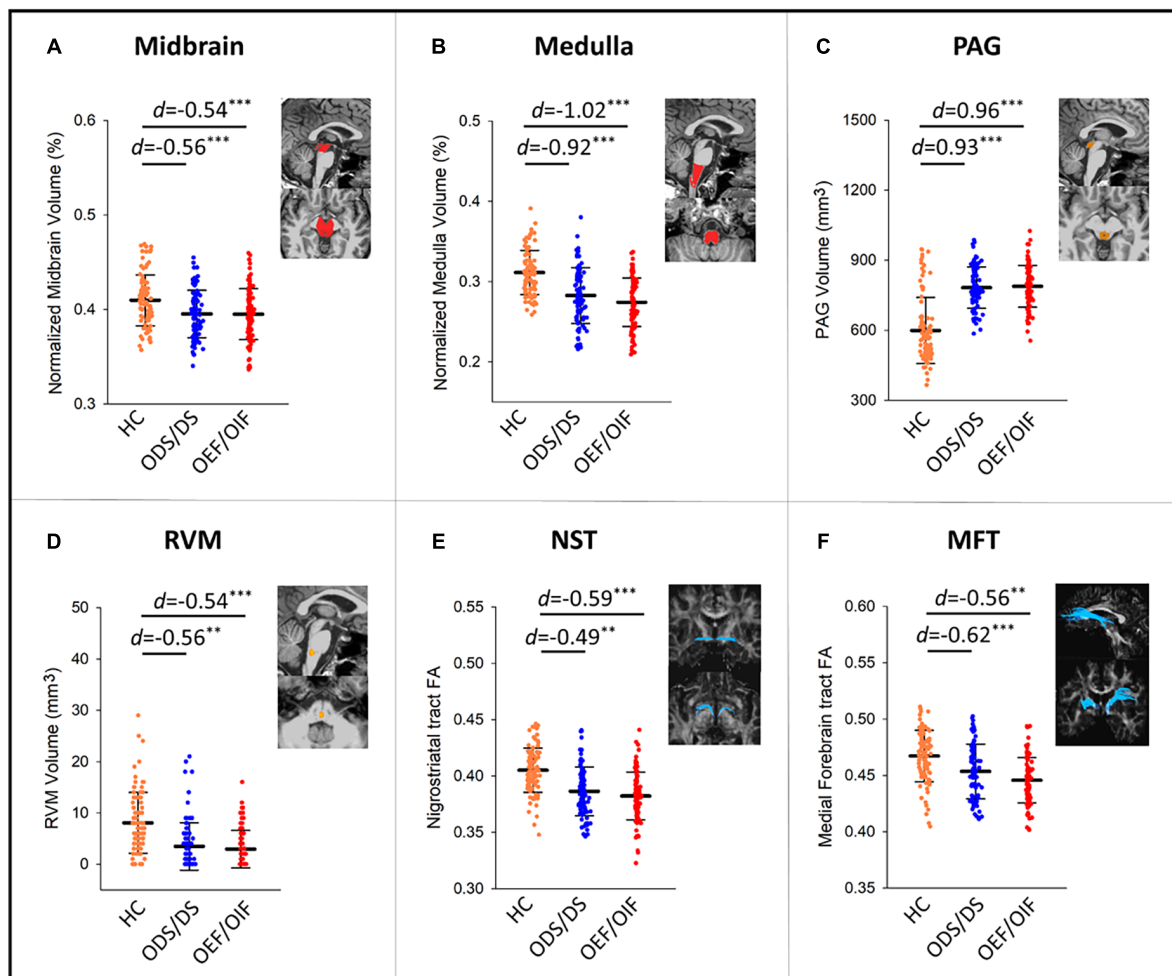 A Midbrain
d=-0.54***
d=-0.56***
Normalized Midbrain Volume (%)
0.6
0.5
0.4
0.3
HC
ODS/DS
OEF/OIF
B Medulla
d=-1.02***
d=-0.92***
Normalized Medulla Volume (%)
0.5
0.4
0.3
0.2
HC
ODS/DS
OEF/OIF
C PAG
d=0.96***
d=0.93***
PAG Volume (mm³)
1500
1200
900
600
300
HC
ODS/DS
OEF/OIF
D RVM
d=-0.54***
d=-0.56**
RVM Volume (mm³)
50
40
30
20
10
0
HC
ODS/DS
OEF/OIF
E NST
d=-0.59***
d=-0.49**
Nigrostriatal tract FA
0.55
0.50
0.45
0.40
0.35
0.30
HC
ODS/DS
OEF/OIF
F MFT
d=-0.56**
d=-0.62***
Medial Forebrain tract FA
0.60
0.55
0.50
0.45
0.40
0.35
HC
ODS/DS
OEF/OIF